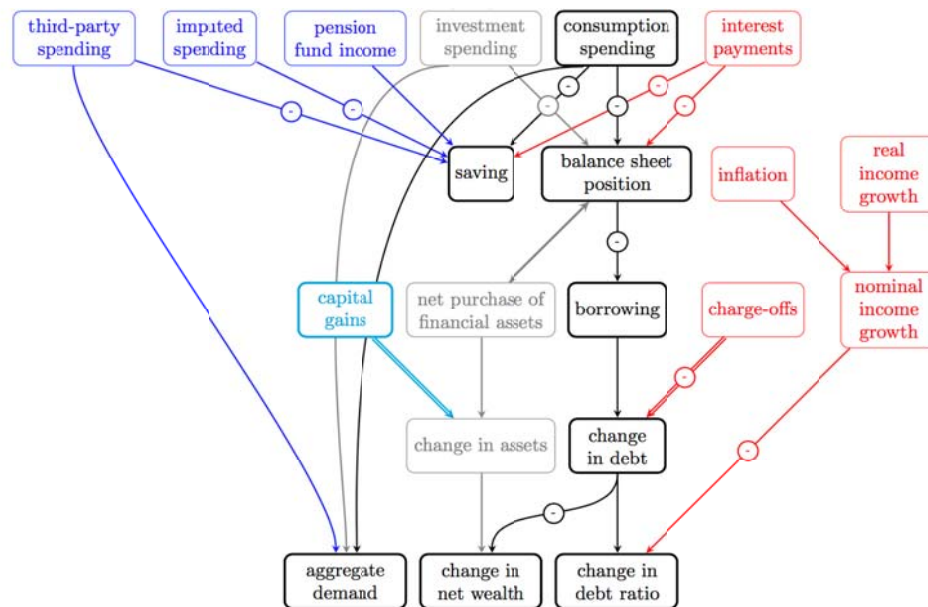 third-party
spending
imputed
spending
pension
fund income
investment
spending
consumption
spending
interest
payments
-
-
-
-
-
-
-
saving
balance sheet
position
inflation
real
income
growth
-
capital
gains
net purchase of
financial assets
borrowing
charge-offs
nominal
income
growth
-
change in assets
change
in debt
-
-
aggregate
demand
change in
net wealth
change in
debt ratio